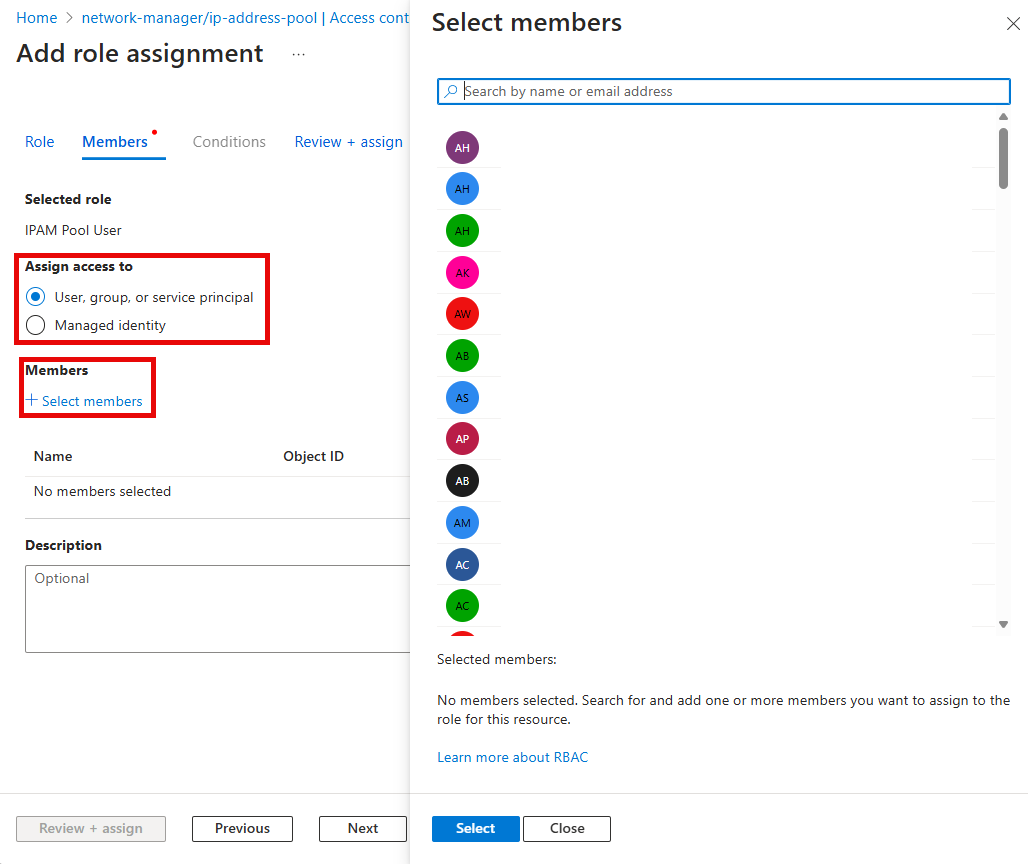 Home > network-manager/ip-address-pool | Access cont
Add role assignment ...
Role Members Conditions Review + assign
Selected role
IPAM Pool User
Assign access to
User, group, or service principal
Managed identity
Members
+ Select members
Name Object ID
No members selected
Description
Optional
Review + assign Previous Next
Select members
Search by name or email address
AH
AH
AH
AK
AW
AB
AS
AP
AB
AM
AC
AC
Selected members:
No members selected. Search for and add one or more members you want to assign to the
role for this resource.
Learn more about RBAC
Select Close